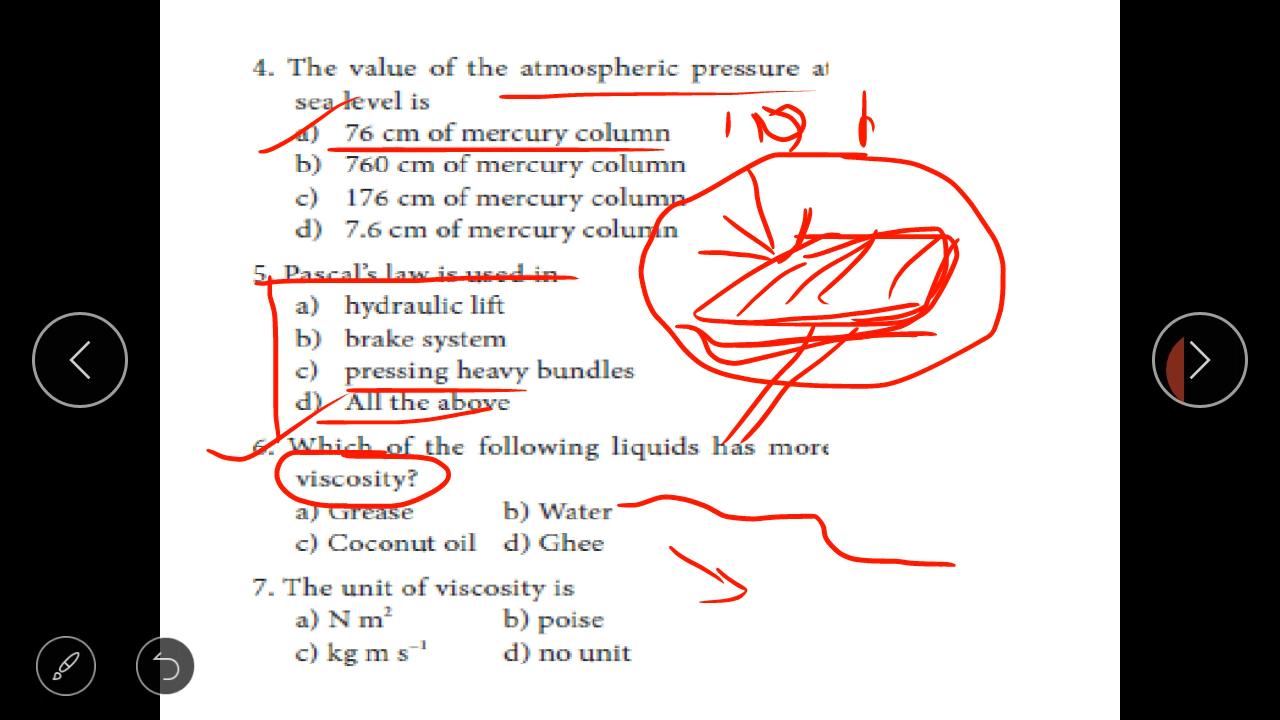 4. The value of the atmospheric pressure at
sea level is
a) 76 cm of mercury column
b) 760 cm of mercury column
c) 176 cm of mercury column
d) 7.6 cm of mercury column
5. Pascal's law is used in
a) hydraulic lift
b) brake system
c) pressing heavy bundles
d) All the above
6. Which of the following liquids has more
viscosity?
a) Grease b) Water
c) Coconut oil d) Ghee
7. The unit of viscosity is
a) N m² b) poise
c) kg m s⁻¹ d) no unit